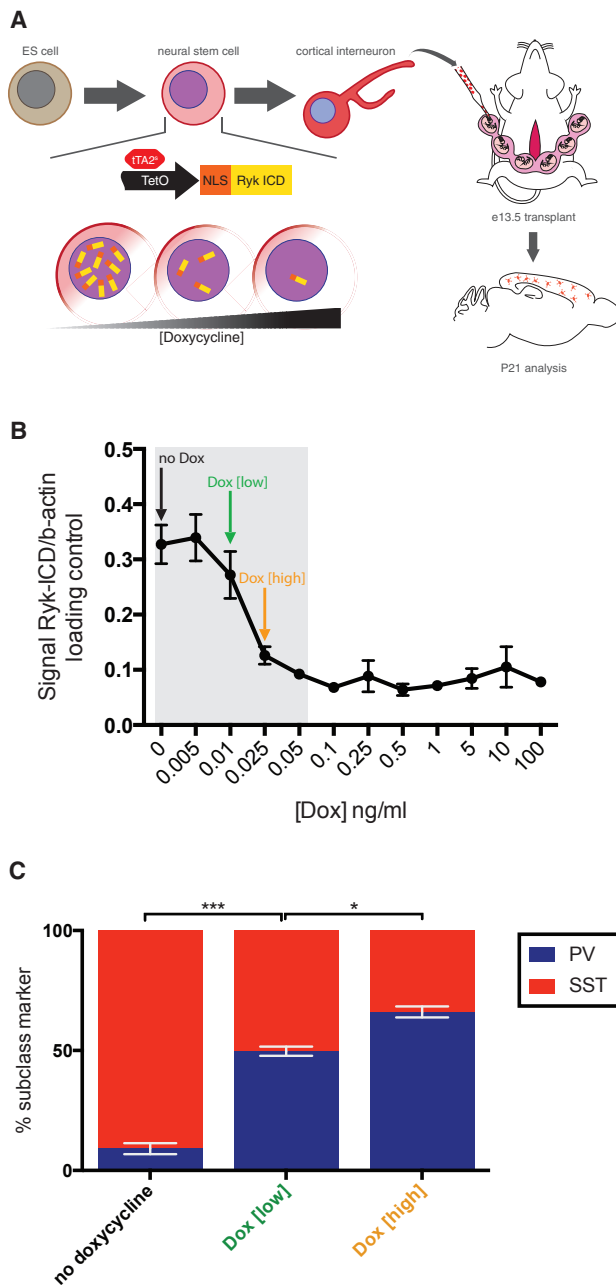 A
ES cell
neural stem cell
cortical interneuron
tTA2ˢ
TetO
NLS
Ryk ICD
[Doxycycline]
e13.5 transplant
P21 analysis
B
Signal Ryk-ICD/b-actin
loading control
0.5
0.4
0.3
0.1
0.1
0.0
no Dox
Dox [low]
Dox [high]
0
0.005
0.01
0.025
0.05
0.1
0.25
0.5
1
5
10
100
[Dox] ng/ml
C
% subclass marker
100
50
0
***
*
PV
SST
no doxycycline
Dox [low]
Dox [high]